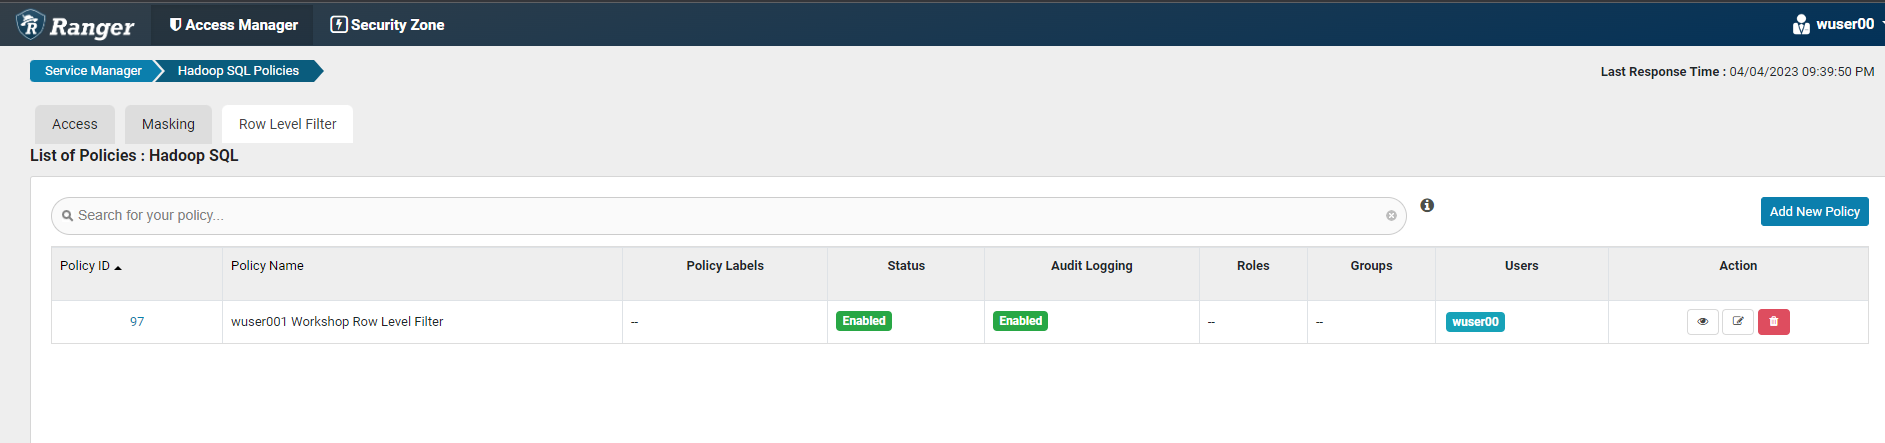 Ranger Access Manager Security Zone wuser00
Service Manager Hadoop SQL Policies Last Response Time : 04/04/2023 09:39:50 PM
Access Masking Row Level Filter
List of Policies : Hadoop SQL
Search for your policy... Add New Policy
Policy ID Policy Name Policy Labels Status Audit Logging Roles Groups Users Action
97 wuser001 Workshop Row Level Filter -- Enabled Enabled -- -- wuser00